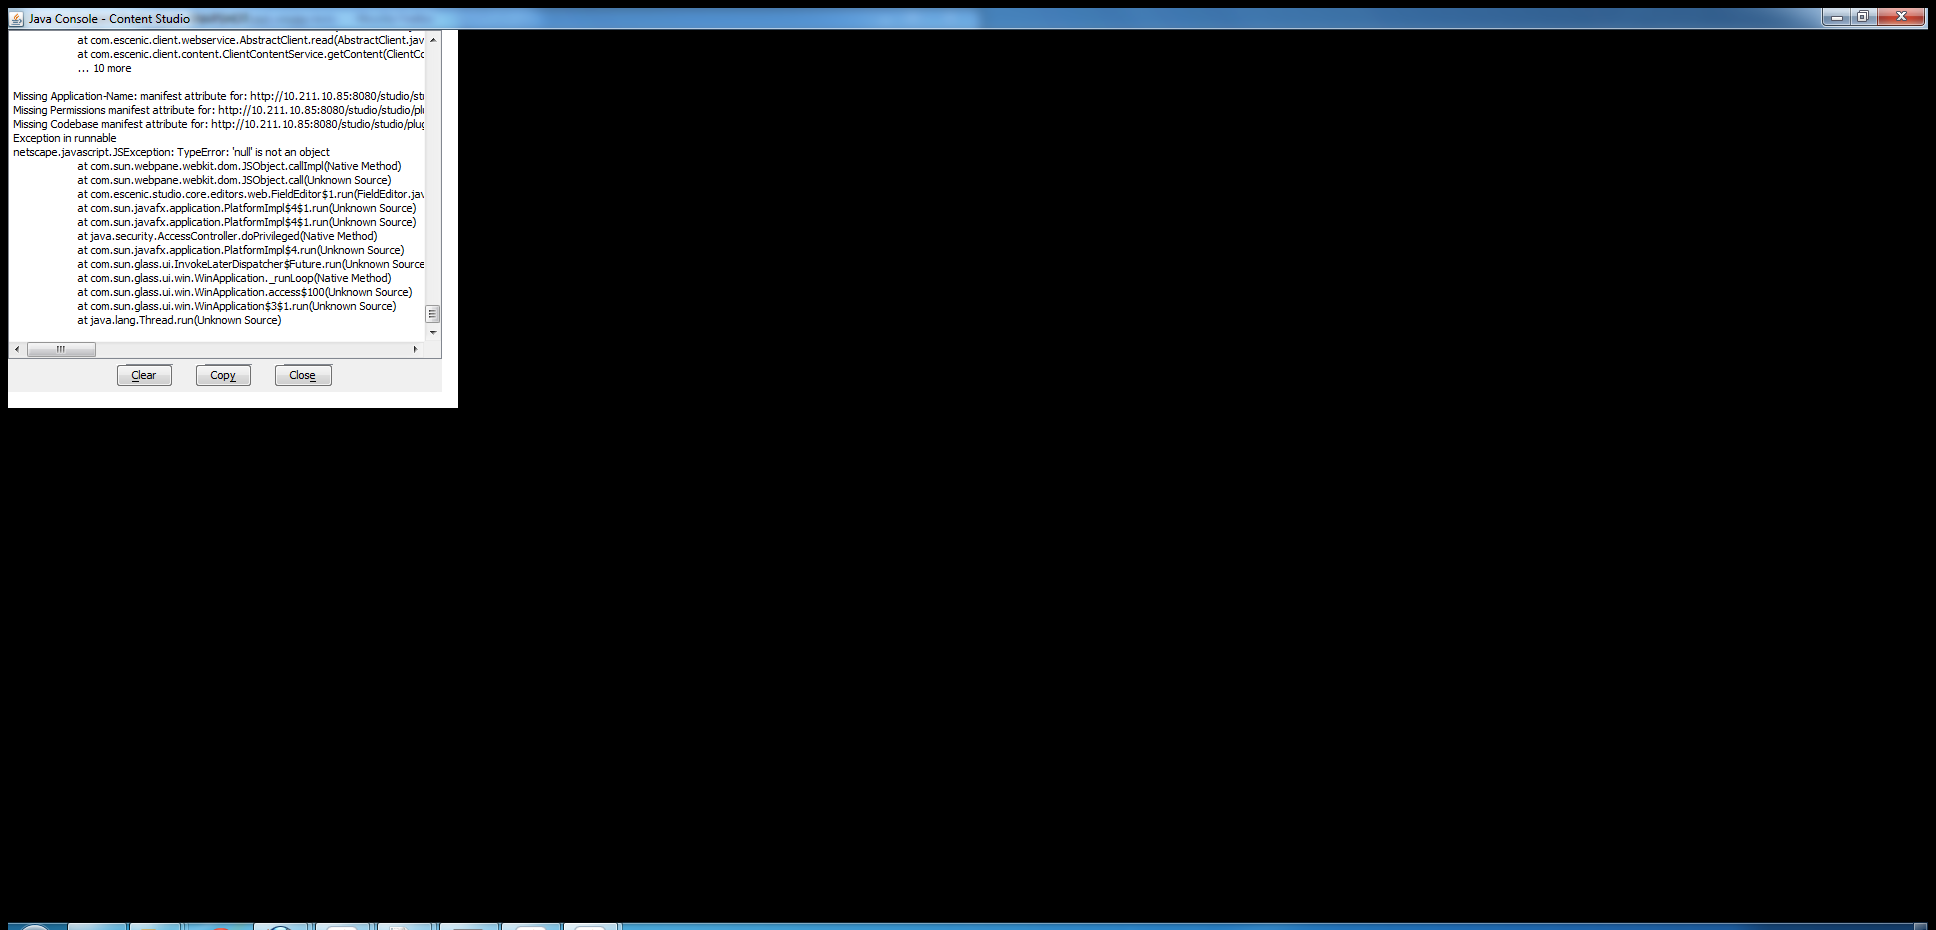 Java Console - Content Studio
at com.escenic.client.webservice.AbstractClient.read(AbstractClient.jav
at com.escenic.client.content.ClientContentService.getContent(ClientCo
... 10 more
Missing Application-Name: manifest attribute for: http://10.211.10.85:8080/studio/st
Missing Permissions manifest attribute for: http://10.211.10.85:8080/studio/studio/pl
Missing Codebase manifest attribute for: http://10.211.10.85:8080/studio/studio/plug
Exception in runnable
netscape.javascript.JSException: TypeError: 'null' is not an object
at com.sun.webpane.webkit.dom.JSObject.callImpl(Native Method)
at com.sun.webpane.webkit.dom.JSObject.call(Unknown Source)
at com.escenic.studio.core.editors.web.FieldEditor$1.run(FieldEditor.jav
at com.sun.javafx.application.PlatformImpl$4$1.run(Unknown Source)
at com.sun.javafx.application.PlatformImpl$4$1.run(Unknown Source)
at java.security.AccessController.doPrivileged(Native Method)
at com.sun.javafx.application.PlatformImpl$4.run(Unknown Source)
at com.sun.glass.ui.InvokeLaterDispatcher$Future.run(Unknown Source
at com.sun.glass.ui.win.WinApplication._runLoop(Native Method)
at com.sun.glass.ui.win.WinApplication.access$100(Unknown Source)
at com.sun.glass.ui.win.WinApplication$3$1.run(Unknown Source)
at java.lang.Thread.run(Unknown Source)
Clear Copy Close